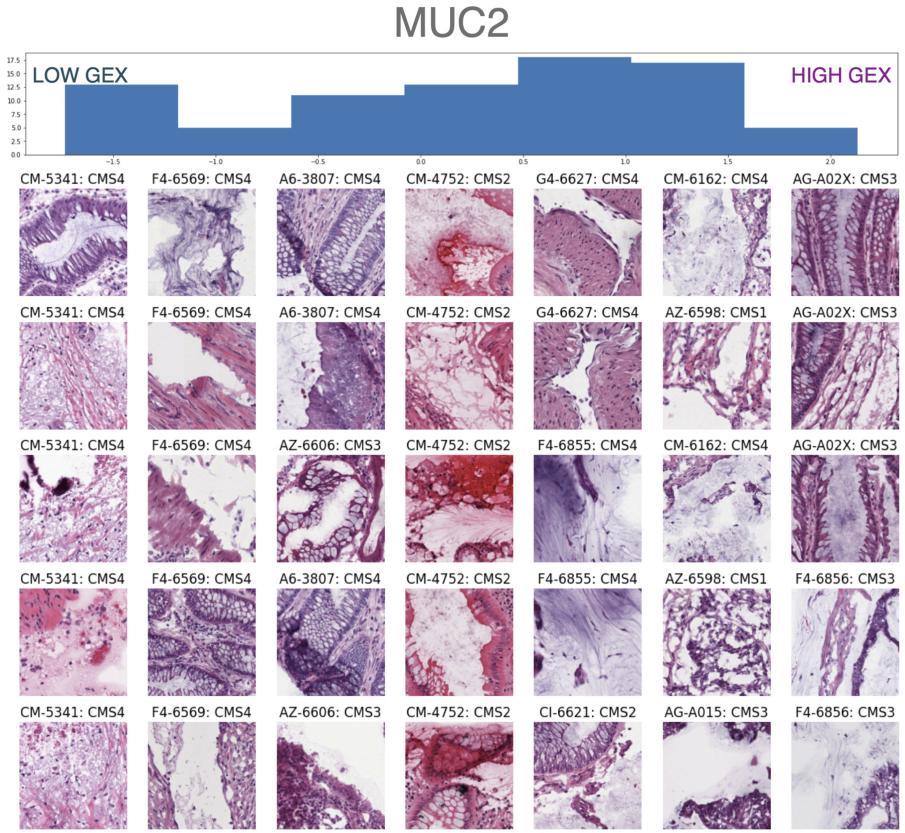 MUC2
17.5
15.0
12.5
10.0
7.5
5.0
2.5
0.0
LOW GEX
HIGH GEX
−1.5 −1.0 −0.5 0.0 0.5 1.0 1.5 2.0
CM-5341: CMS4 F4-6569: CMS4 A6-3807: CMS4 CM-4752: CMS2 G4-6627: CMS4 CM-6162: CMS4 AG-A02X: CMS3
CM-5341: CMS4 F4-6569: CMS4 A6-3807: CMS4 CM-4752: CMS2 G4-6627: CMS4 AZ-6598: CMS1 AG-A02X: CMS3
CM-5341: CMS4 F4-6569: CMS4 AZ-6606: CMS3 CM-4752: CMS2 F4-6855: CMS4 CM-6162: CMS4 AG-A02X: CMS3
CM-5341: CMS4 F4-6569: CMS4 A6-3807: CMS4 CM-4752: CMS2 F4-6855: CMS4 AZ-6598: CMS1 F4-6856: CMS3
CM-5341: CMS4 F4-6569: CMS4 AZ-6606: CMS3 CM-4752: CMS2 CI-6621: CMS2 AG-A015: CMS3 F4-6856: CMS3